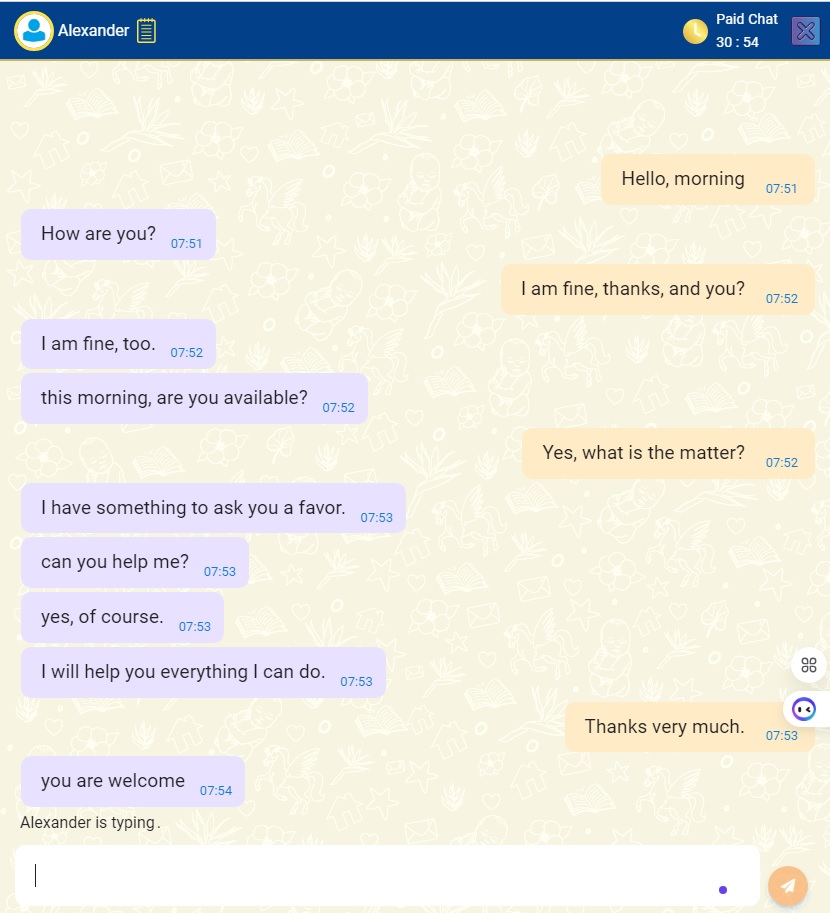 Alexander
Paid Chat
30 : 54
Hello, morning 07:51
How are you? 07:51
I am fine, thanks, and you? 07:52
I am fine, too. 07:52
this morning, are you available? 07:52
Yes, what is the matter? 07:52
I have something to ask you a favor. 07:53
can you help me? 07:53
yes, of course. 07:53
I will help you everything I can do. 07:53
Thanks very much. 07:53
you are welcome 07:54
Alexander is typing.